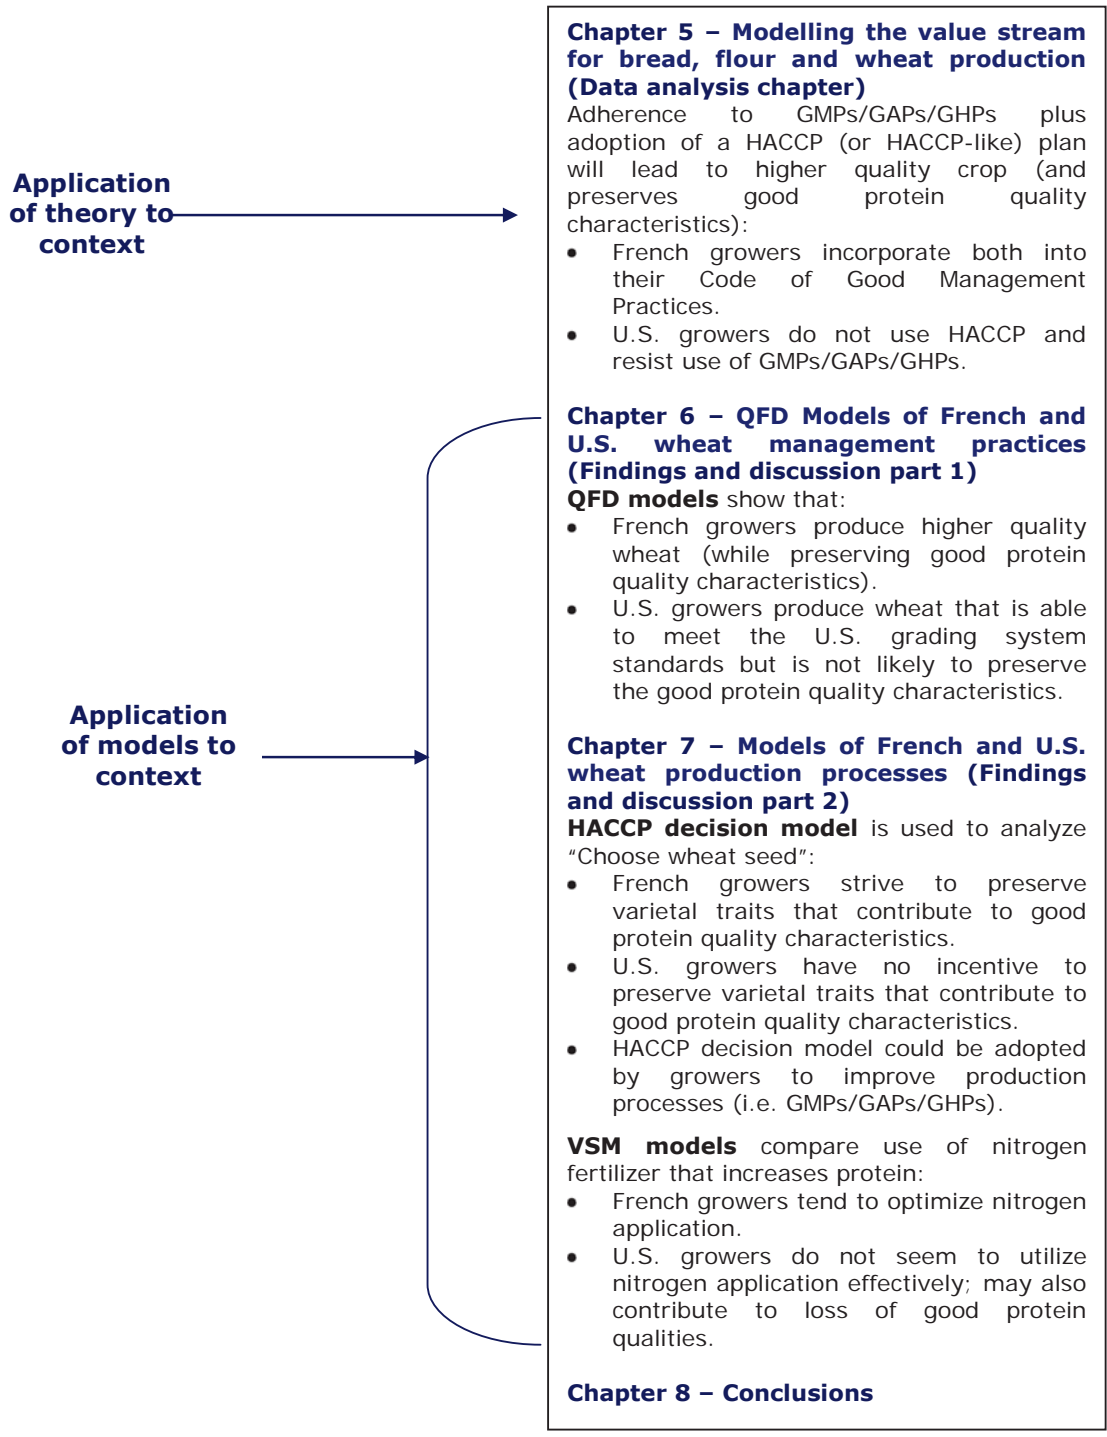 Application
of theory to
context
Chapter 5 – Modelling the value stream
for bread, flour and wheat production
(Data analysis chapter)
Adherence to GMPs/GAPs/GHPs plus
adoption of a HACCP (or HACCP-like) plan
will lead to higher quality crop (and
preserves good protein quality
characteristics):
• French growers incorporate both into
their Code of Good Management
Practices.
• U.S. growers do not use HACCP and
resist use of GMPs/GAPs/GHPs.
Application
of models to
context
Chapter 6 – QFD Models of French and
U.S. wheat management practices
(Findings and discussion part 1)
QFD models show that:
• French growers produce higher quality
wheat (while preserving good protein
quality characteristics).
• U.S. growers produce wheat that is able
to meet the U.S. grading system
standards but is not likely to preserve
the good protein quality characteristics.
Chapter 7 – Models of French and U.S.
wheat production processes (Findings
and discussion part 2)
HACCP decision model is used to analyze
“Choose wheat seed”:
• French growers strive to preserve
varietal traits that contribute to good
protein quality characteristics.
• U.S. growers have no incentive to
preserve varietal traits that contribute to
good protein quality characteristics.
• HACCP decision model could be adopted
by growers to improve production
processes (i.e. GMPs/GAPs/GHPs).
VSM models compare use of nitrogen
fertilizer that increases protein:
• French growers tend to optimize nitrogen
application.
• U.S. growers do not seem to utilize
nitrogen application effectively; may also
contribute to loss of good protein
qualities.
Chapter 8 – Conclusions